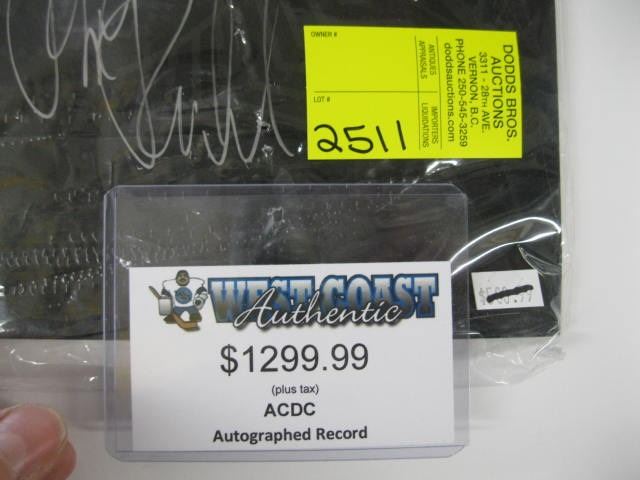 OWNER #
ANTIQUES
APPRAISALS
IMPORTERS
LIQUIDATIONS
LOT #
2511
DODDS BROS.
AUCTIONS
3311 - 28TH AVE.
VERNON, B.C.
PHONE 250-545-3259
doddsauctions.com
WEST COAST
Authentic
$1299.99
(plus tax)
ACDC
Autographed Record